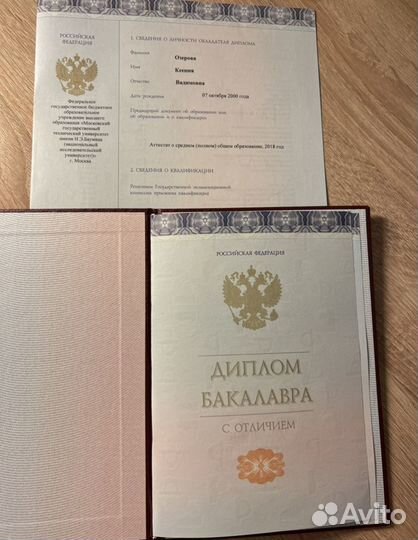 РОССИЙСКАЯ
ФЕДЕРАЦИЯ
Федеральное
государственное бюджетное
образовательное
учреждение высшего
образования «Московский
государственный
технический университет
имени Н.Э.Баумана
(национальный
исследовательский
университет)»
г. Москва
1. СВЕДЕНИЯ О ЛИЧНОСТИ ОБЛАДАТЕЛЯ ДИПЛОМА
Фамилия
Озерова
Имя
Ксения
Отчество
Вадимовна
Дата рождения
07 октября 2000 года
Предыдущий документ об образовании или
об образовании и о квалификации
Аттестат о среднем (полном) общем образовании, 2018 год
2. СВЕДЕНИЯ О КВАЛИФИКАЦИИ
Решением Государственной экзаменационной
комиссии присвоена квалификация
РОССИЙСКАЯ ФЕДЕРАЦИЯ
ДИПЛОМ
БАКАЛАВРА
С ОТЛИЧИЕМ
Avito